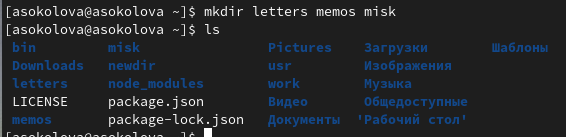 [asokolova@asokolova ~]$ mkdir letters memos misk
[asokolova@asokolova ~]$ ls
bin misk Pictures Загрузки Шаблоны
Downloads newdir usr Изображения
letters node_modules work Музыка
LICENSE package.json Видео Общедоступные
memos package-lock.json Документы 'Рабочий стол'
[asokolova@asokolova ~]$